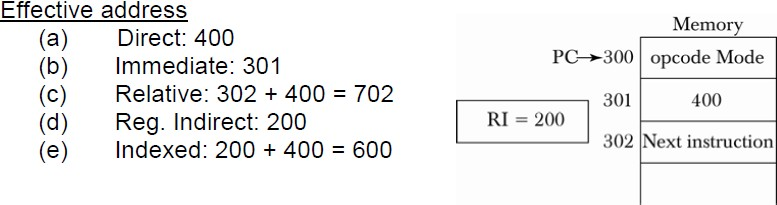 Effective address
(a) Direct: 400
(b) Immediate: 301
(c) Relative: 302 + 400 = 702
(d) Reg. Indirect: 200
(e) Indexed: 200 + 400 = 600
Memory
PC→300 opcode Mode
301 400
RI = 200
302 Next instruction